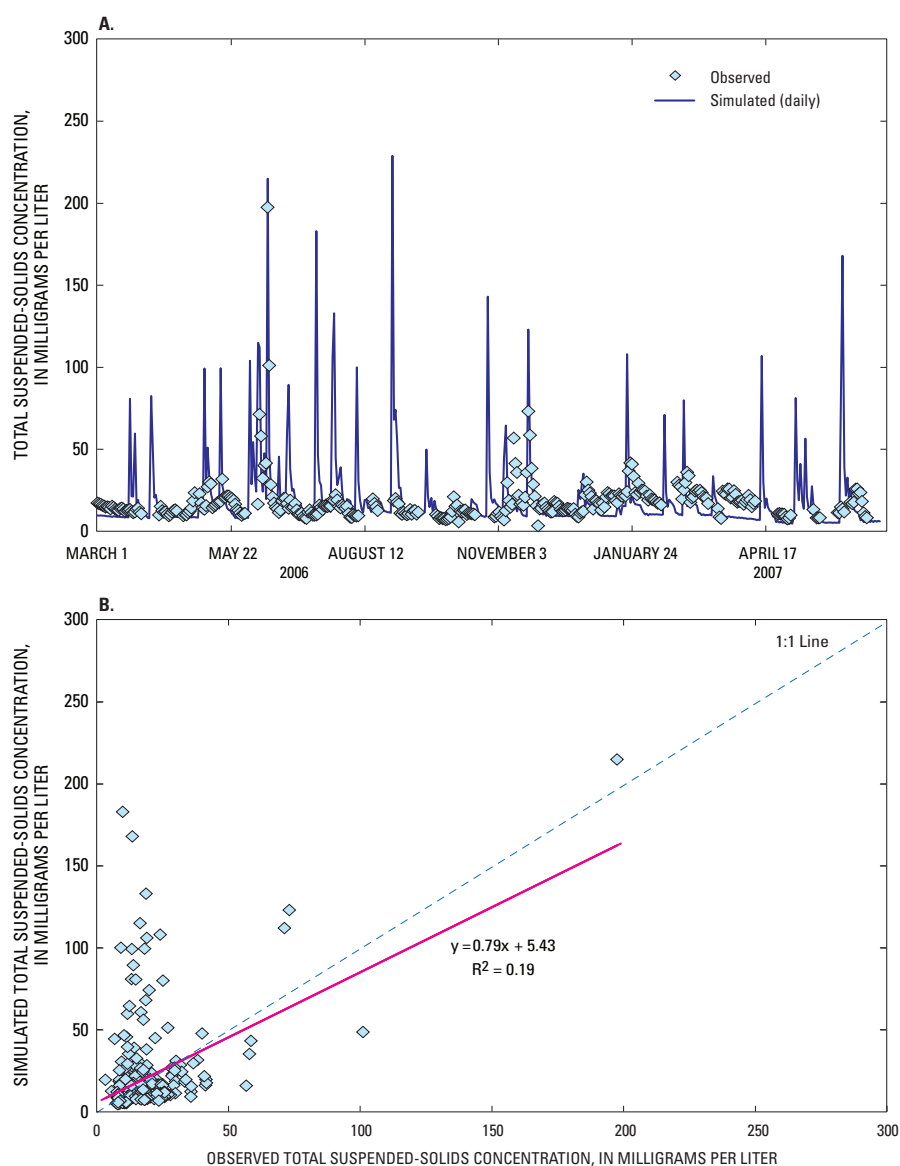 A.
TOTAL SUSPENDED-SOLIDS CONCENTRATION,
IN MILLIGRAMS PER LITER
300
250
200
150
100
50
0
Observed
Simulated (daily)
MARCH 1
MAY 22
AUGUST 12
NOVEMBER 3
JANUARY 24
APRIL 17
2006
2007
B.
SIMULATED TOTAL SUSPENDED-SOLIDS CONCENTRATION,
IN MILLIGRAMS PER LITER
300
250
200
150
100
50
0
1:1 Line
y = 0.79x + 5.43
R2 = 0.19
0
50
100
150
200
250
300
OBSERVED TOTAL SUSPENDED-SOLIDS CONCENTRATION, IN MILLIGRAMS PER LITER